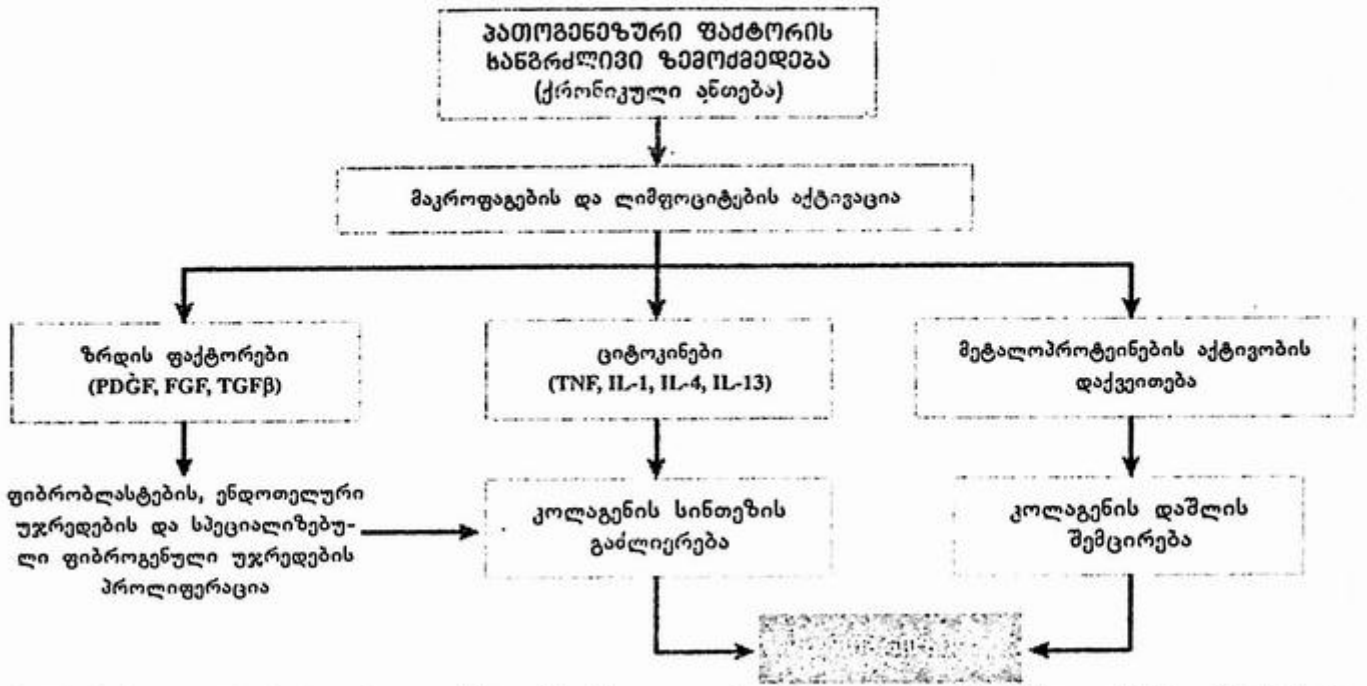 ᲞᲐᲗᲝᲒᲔᲜᲔᲖᲣᲠᲘ ᲤᲐᲥᲢᲝᲠᲘᲡ
ᲮᲐᲜᲒᲠᲫᲚᲘᲕᲘ ᲖᲔᲛᲝᲥᲛᲔᲓᲔᲑᲐ
(ქრონიკული ანთება)
მაკროფაგების და ლიმფოციტების აქტივაცია
ზრდის ფაქტორები
(PDGF, FGF, TGFβ)
ციტოკინები
(TNF, IL-1, IL-4, IL-13)
მეტალოპროტეინების აქტივობის
დაქვეითება
ფიბრობლასტების, ენდოთელური
უჯრედების და სპეციალიზებუ-
ლი ფიბროგენული უჯრედების
პროლიფერაცია
კოლაგენის სინთეზის
გაძლიერება
კოლაგენის დაშლის
შემცირება